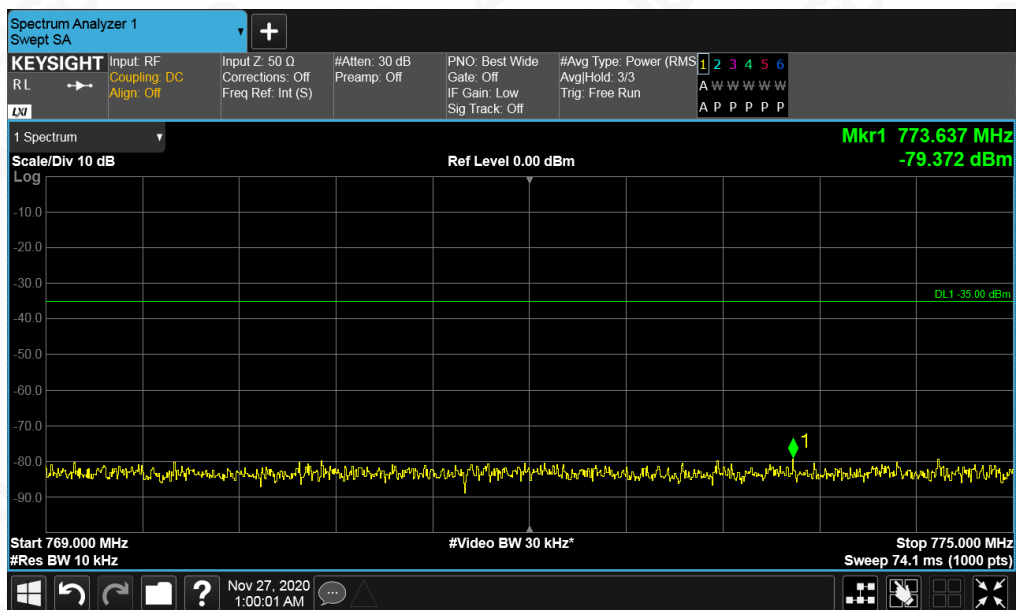 Spectrum Analyzer 1
Swept SA
+
KEYSIGHT
RL
LXI
Input: RF
Coupling: DC
Align: Off
Input Z: 50 Ω
Corrections: Off
Freq Ref: Int (S)
#Atten: 30 dB
Preamp: Off
PNO: Best Wide
Gate: Off
IF Gain: Low
Sig Track: Off
#Avg Type: Power (RMS
Avg|Hold: 3/3
Trig: Free Run
1 2 3 4 5 6
A W W W W W
A P P P P P
1 Spectrum
Scale/Div 10 dB
Ref Level 0.00 dBm
Mkr1 773.637 MHz
-79.372 dBm
Log
-10.0
-20.0
-30.0
DL1 -35.00 dBm
-40.0
-50.0
-60.0
-70.0
1
-80.0
-90.0
Start 769.000 MHz
#Video BW 30 kHz*
Stop 775.000 MHz
#Res BW 10 kHz
Sweep 74.1 ms (1000 pts)
?
Nov 27, 2020
1:00:01 AM